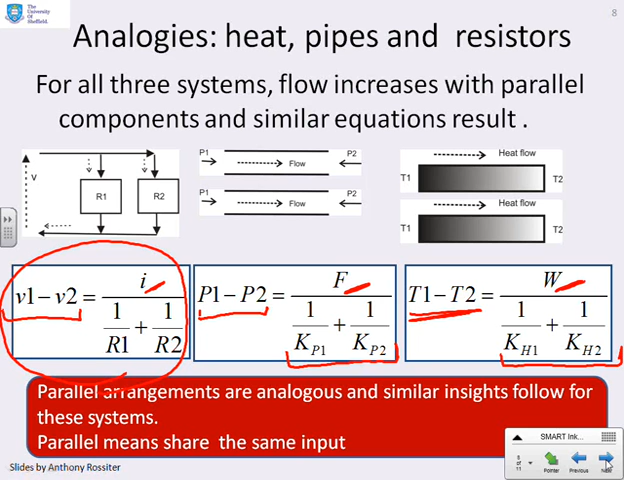 The
University
Of
Sheffield.
8
Analogies: heat, pipes and resistors
For all three systems, flow increases with parallel
components and similar equations result .
V
R1
R2
P1
P2
Flow
P1
P2
Flow
Heat flow
T1
T2
Heat flow
T1
T2
v1 − v2 = i / (1/R1 + 1/R2)
P1 − P2 = F / (1/K_P1 + 1/K_P2)
T1 − T2 = W / (1/K_H1 + 1/K_H2)
Parallel arrangements are analogous and similar insights follow for
these systems.
Parallel means share the same input
Slides by Anthony Rossiter
SMART Ink...
5
of
11
Pointer
Previous
Next